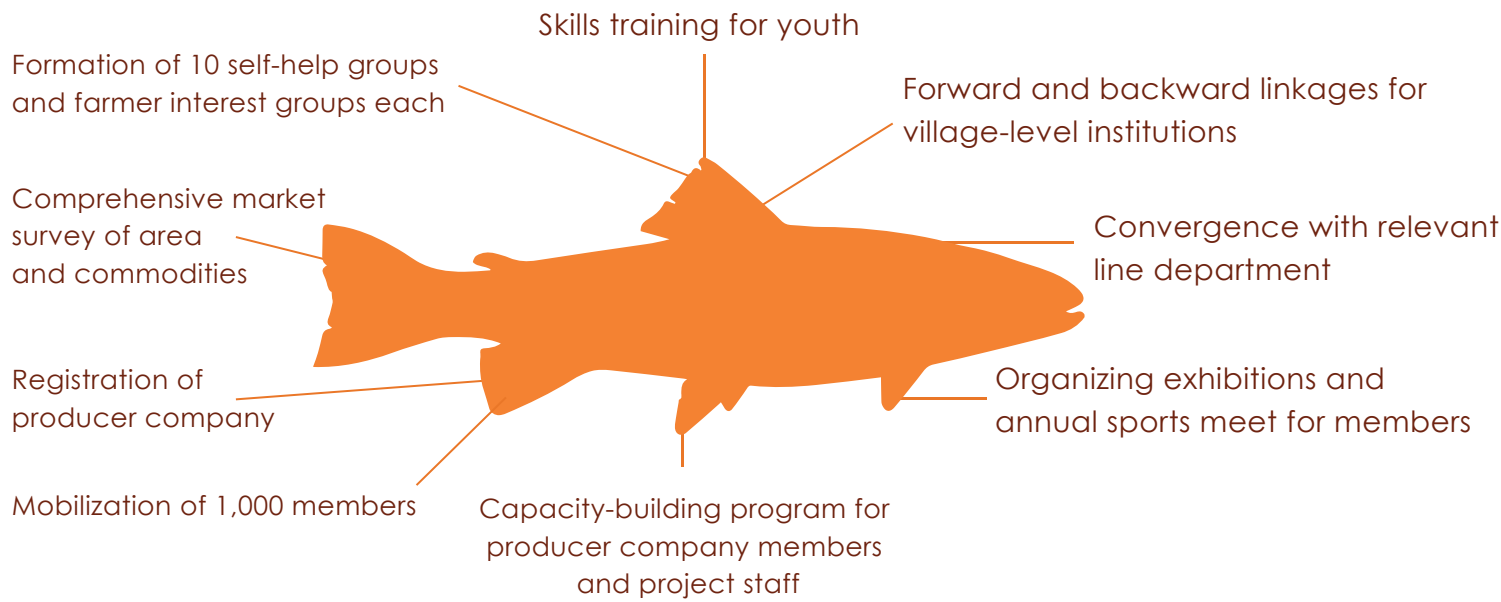 Skills training for youth
Formation of 10 self-help groups
and farmer interest groups each
Forward and backward linkages for
village-level institutions
Comprehensive market
survey of area
and commodities
Convergence with relevant
line department
Registration of
producer company
Organizing exhibitions and
annual sports meet for members
Mobilization of 1,000 members
Capacity-building program for
producer company members
and project staff